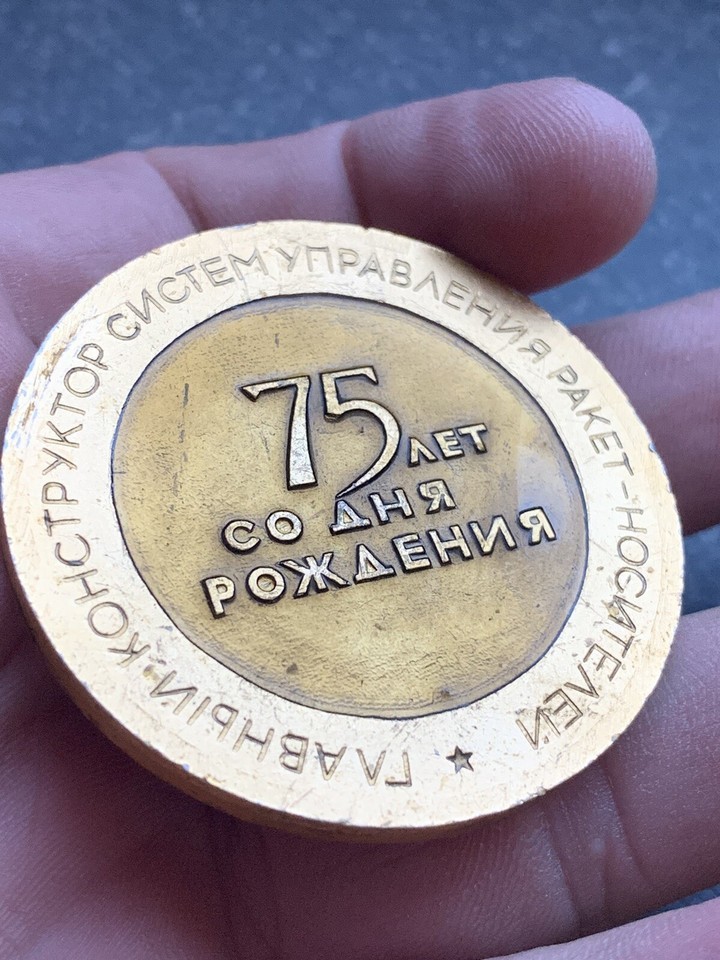 ГЛАВНЫЙ КОНСТРУКТОР СИСТЕМ УПРАВЛЕНИЯ РАКЕТ-НОСИТЕЛЕЙ
75 ЛЕТ
СО ДНЯ
РОЖДЕНИЯ